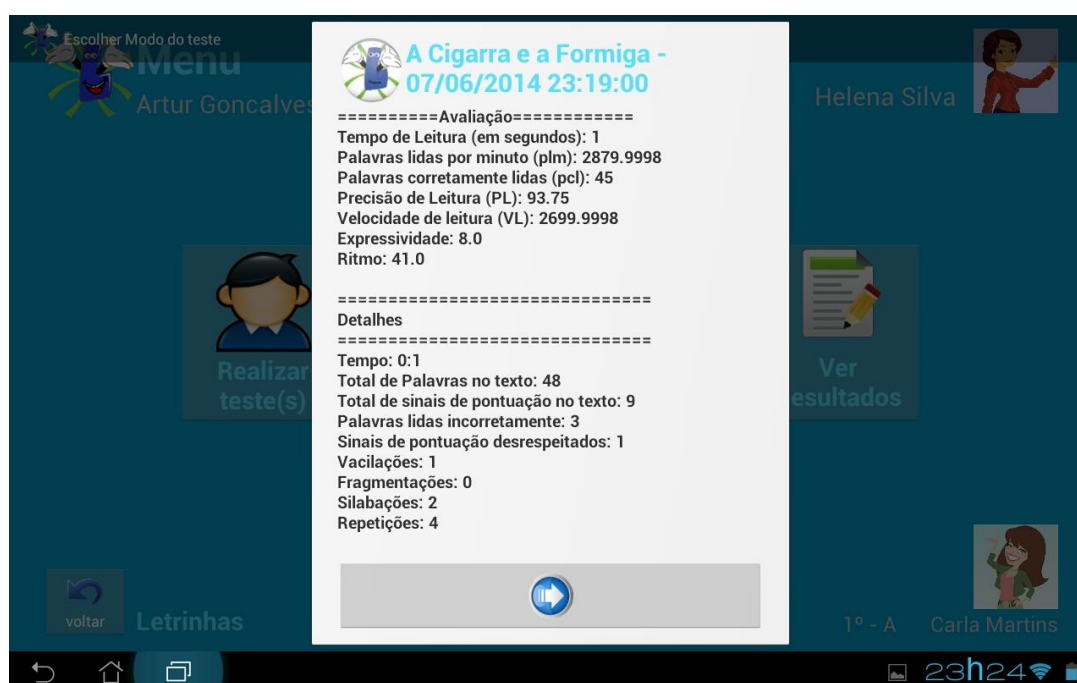 Escolher Modo do teste
Menu
Artur Goncalves
Helena Silva
A Cigarra e a Formiga -
07/06/2014 23:19:00
==========Avaliação============
Tempo de Leitura (em segundos): 1
Palavras lidas por minuto (plm): 2879.9998
Palavras corretamente lidas (pcl): 45
Precisão de Leitura (PL): 93.75
Velocidade de leitura (VL): 2699.9998
Expressividade: 8.0
Ritmo: 41.0
===============================
Detalhes
===============================
Tempo: 0:1
Total de Palavras no texto: 48
Total de sinais de pontuação no texto: 9
Palavras lidas incorretamente: 3
Sinais de pontuação desrespeitados: 1
Vacilações: 1
Fragmentações: 0
Silabações: 2
Repetições: 4
Realizar
teste(s)
Ver
esultados
voltar
Letrinhas
1º - A
Carla Martins
23h24